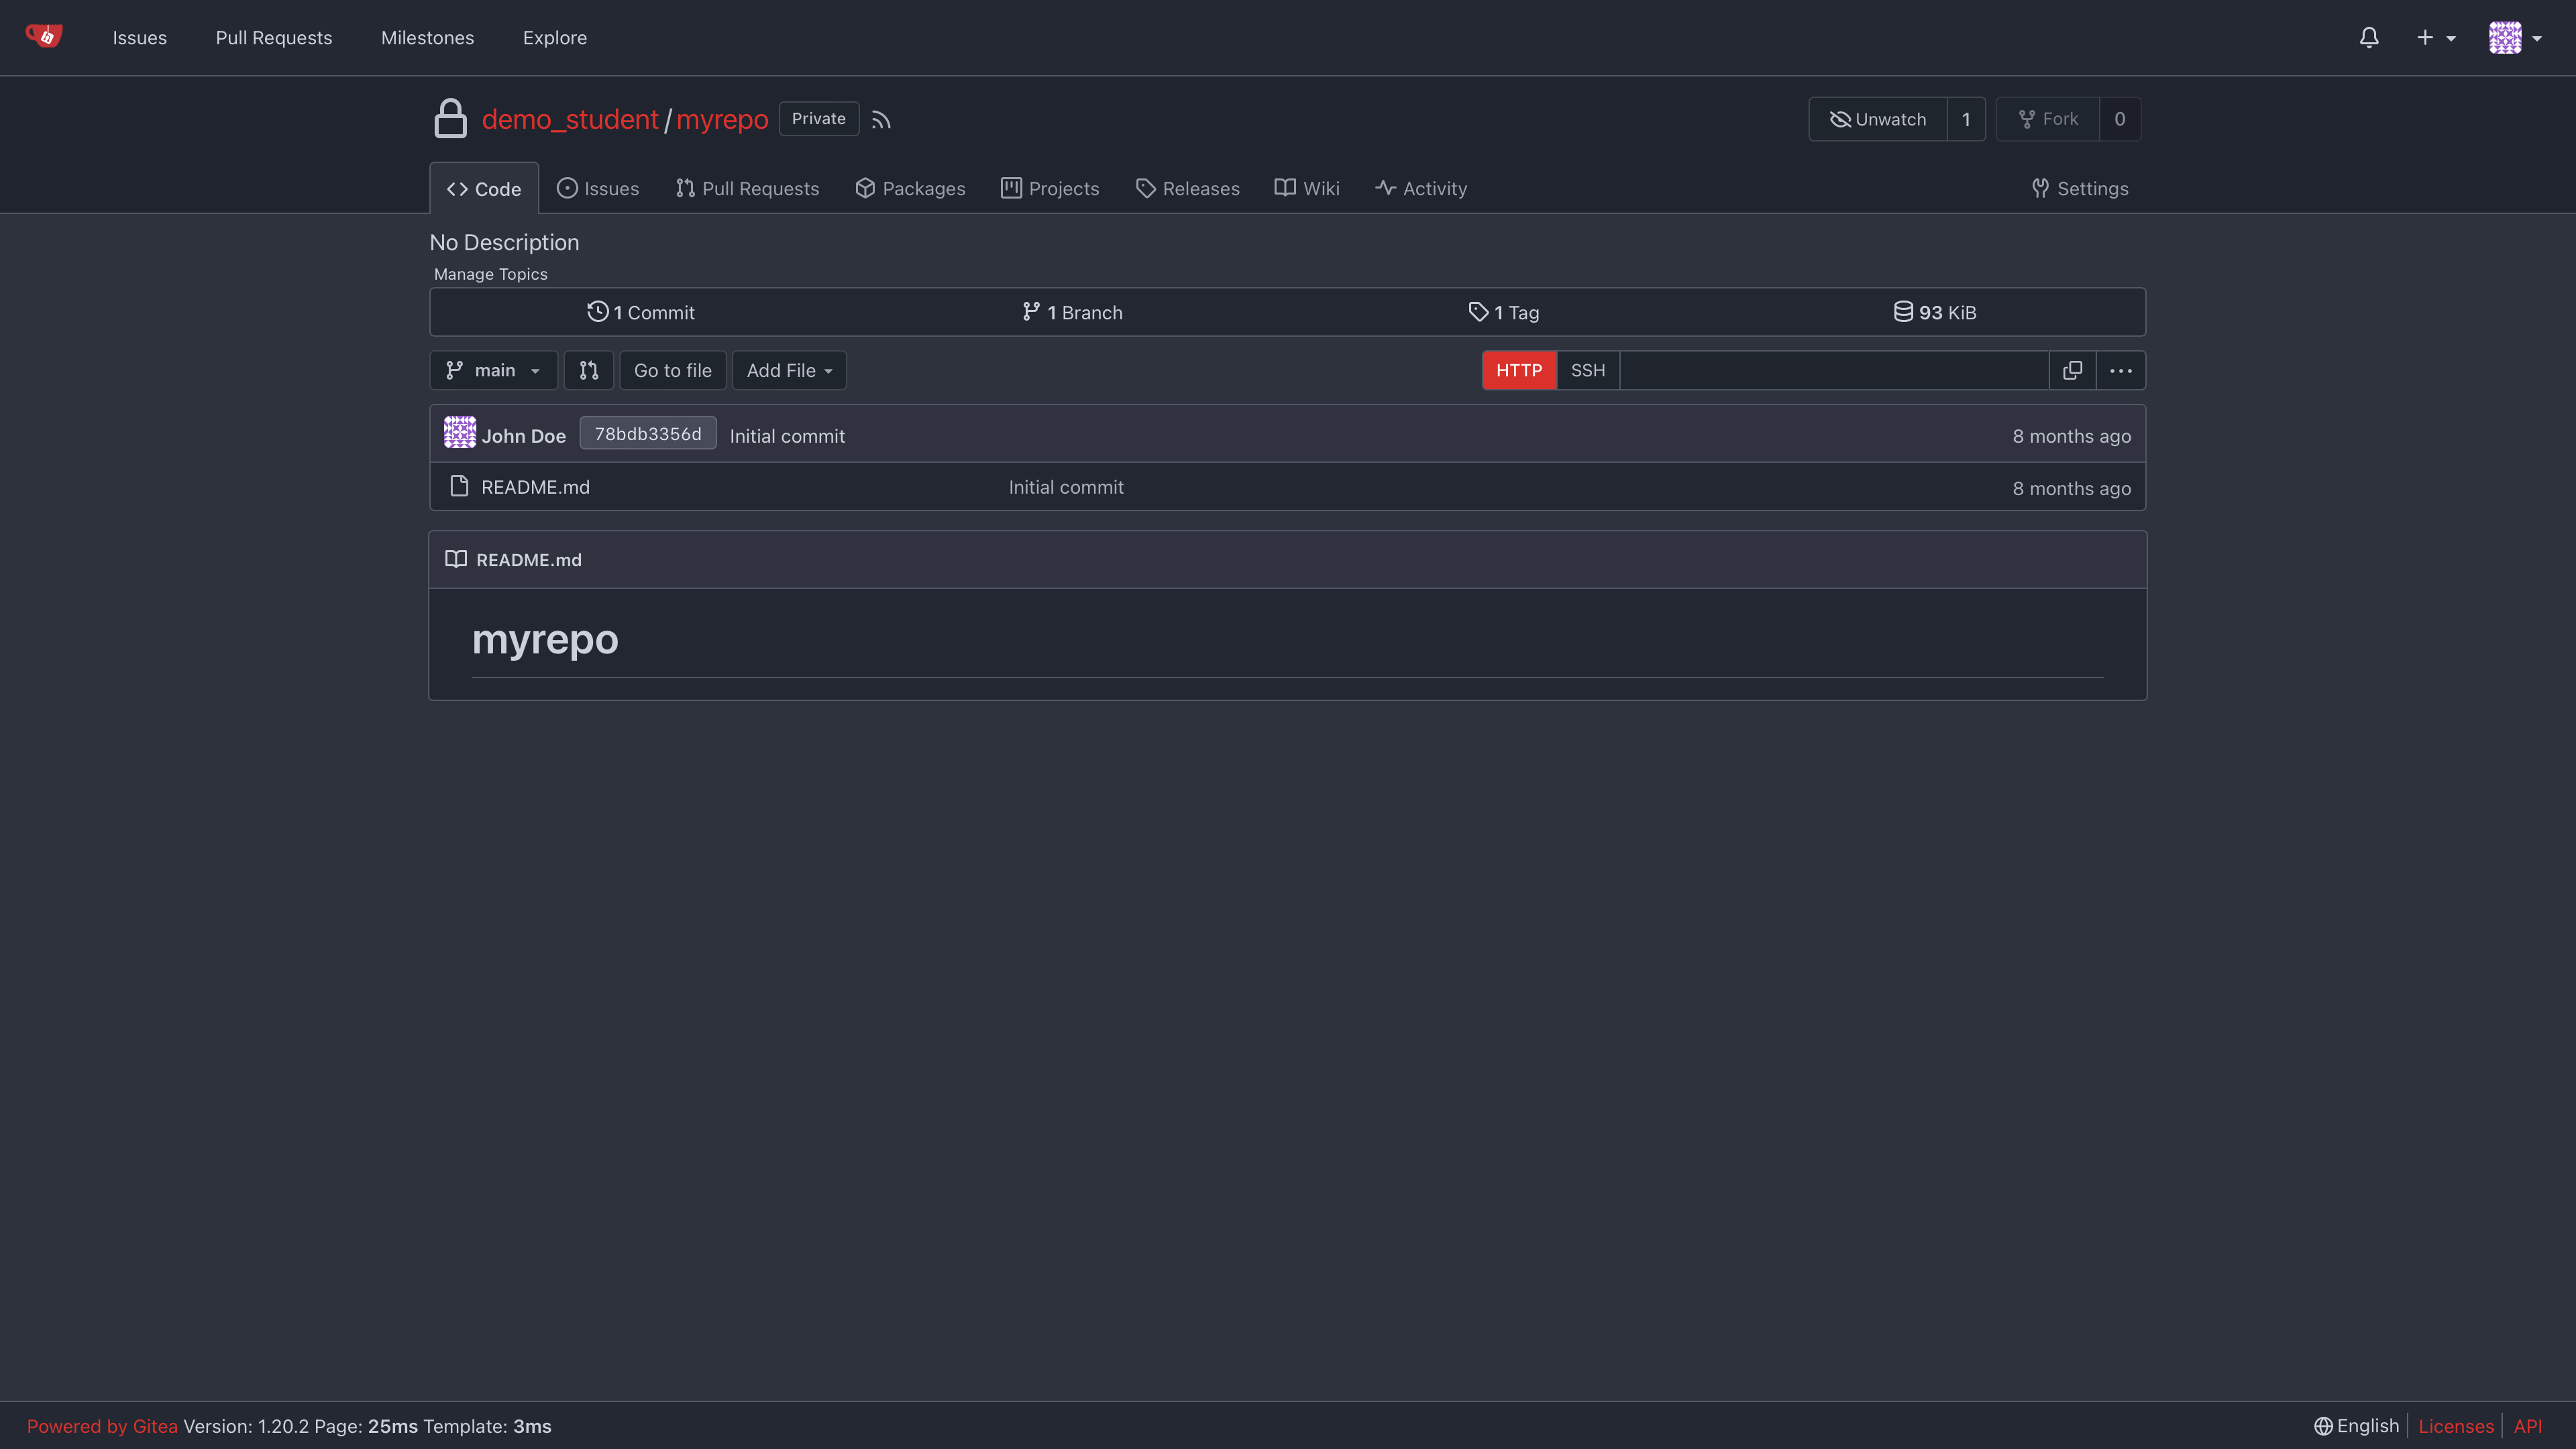 Issues Pull Requests Milestones Explore
demo_student / myrepo Private Unwatch 1 Fork 0
Code Issues Pull Requests Packages Projects Releases Wiki Activity Settings
No Description
Manage Topics
1 Commit 1 Branch 1 Tag 93 KiB
main Go to file Add File HTTP SSH
John Doe 78bdb3356d Initial commit 8 months ago
README.md Initial commit 8 months ago
README.md
myrepo
Powered by Gitea Version: 1.20.2 Page: 25ms Template: 3ms English Licenses API